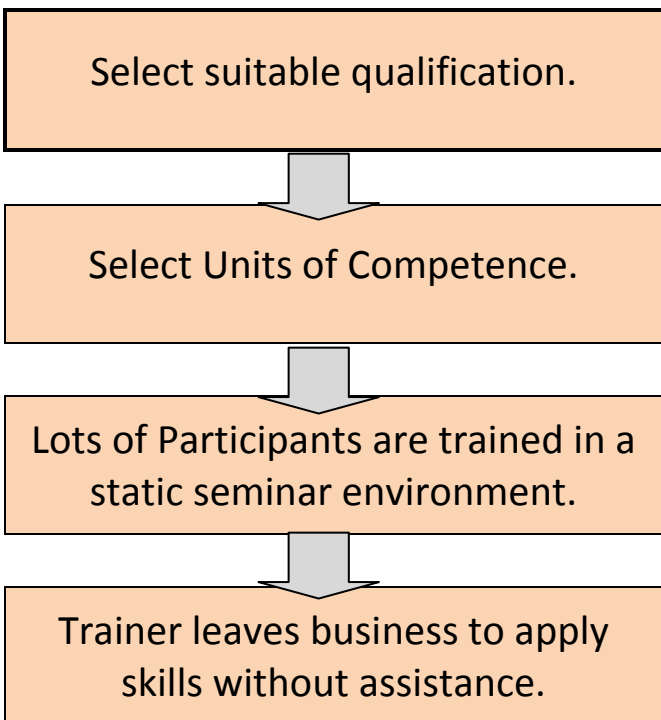 Select suitable qualification.
Select Units of Competence.
Lots of Participants are trained in a
static seminar environment.
Trainer leaves business to apply
skills without assistance.